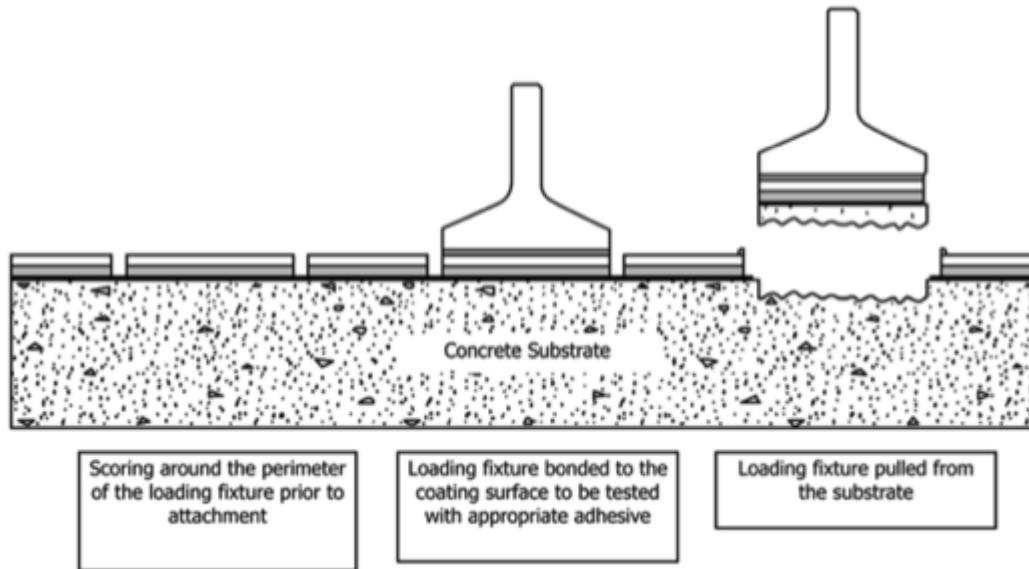 Concrete Substrate
Scoring around the perimeter
of the loading fixture prior to
attachment
Loading fixture bonded to the
coating surface to be tested
with appropriate adhesive
Loading fixture pulled from
the substrate